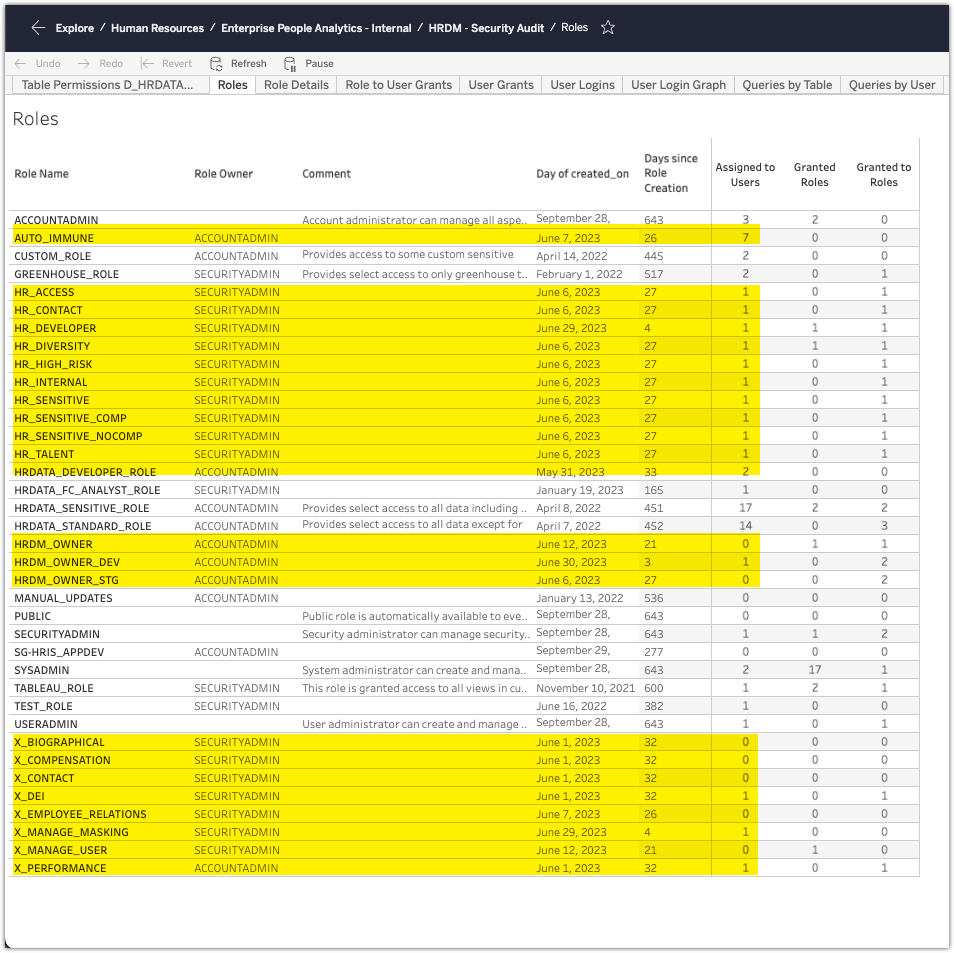 Explore / Human Resources / Enterprise People Analytics - Internal / HRDM - Security Audit / Roles
Undo Redo Revert Refresh Pause
Table Permissions D_HRDATA... Roles Role Details Role to User Grants User Grants User Logins User Login Graph Queries by Table Queries by User
Roles
Role Name Role Owner Comment Day of created_on Days since Role Creation Assigned to Users Granted Roles Granted to Roles
ACCOUNTADMIN Account administrator can manage all aspe.. September 28, 643 3 2 0
AUTO_IMMUNE ACCOUNTADMIN June 7, 2023 26 7 0 0
CUSTOM_ROLE ACCOUNTADMIN Provides access to some custom sensitive April 14, 2022 445 2 0 0
GREENHOUSE_ROLE SECURITYADMIN Provides select access to only greenhouse t.. February 1, 2022 517 2 0 1
HR_ACCESS SECURITYADMIN June 6, 2023 27 1 0 1
HR_CONTACT SECURITYADMIN June 6, 2023 27 1 0 1
HR_DEVELOPER SECURITYADMIN June 29, 2023 4 1 1 1
HR_DIVERSITY SECURITYADMIN June 6, 2023 27 1 1 1
HR_HIGH_RISK SECURITYADMIN June 6, 2023 27 1 0 1
HR_INTERNAL SECURITYADMIN June 6, 2023 27 1 0 1
HR_SENSITIVE SECURITYADMIN June 6, 2023 27 1 0 1
HR_SENSITIVE_COMP SECURITYADMIN June 6, 2023 27 1 0 1
HR_SENSITIVE_NOCOMP SECURITYADMIN June 6, 2023 27 1 0 1
HR_TALENT SECURITYADMIN June 6, 2023 27 1 0 1
HRDATA_DEVELOPER_ROLE ACCOUNTADMIN May 31, 2023 33 2 0 0
HRDATA_FC_ANALYST_ROLE SECURITYADMIN January 19, 2023 165 1 0 0
HRDATA_SENSITIVE_ROLE ACCOUNTADMIN Provides select access to all data including .. April 8, 2022 451 17 2 2
HRDATA_STANDARD_ROLE ACCOUNTADMIN Provides select access to all data except for April 7, 2022 452 14 0 3
HRDM_OWNER ACCOUNTADMIN June 12, 2023 21 0 1 1
HRDM_OWNER_DEV ACCOUNTADMIN June 30, 2023 3 1 0 2
HRDM_OWNER_STG ACCOUNTADMIN June 6, 2023 27 0 0 2
MANUAL_UPDATES ACCOUNTADMIN January 13, 2022 536 0 0 0
PUBLIC Public role is automatically available to eve.. September 28, 643 0 0 0
SECURITYADMIN Security administrator can manage security.. September 28, 643 1 1 2
SG-HRIS_APPDEV ACCOUNTADMIN September 29, 277 0 0 0
SYSADMIN System administrator can create and mana.. September 28, 643 2 17 1
TABLEAU_ROLE SECURITYADMIN This role is granted access to all views in cu.. November 10, 2021 600 1 2 1
TEST_ROLE SECURITYADMIN June 16, 2022 382 1 0 0
USERADMIN User administrator can create and manage .. September 28, 643 1 0 1
X_BIOGRAPHICAL SECURITYADMIN June 1, 2023 32 0 0 0
X_COMPENSATION SECURITYADMIN June 1, 2023 32 0 0 0
X_CONTACT SECURITYADMIN June 1, 2023 32 0 0 0
X_DEI SECURITYADMIN June 1, 2023 32 1 0 1
X_EMPLOYEE_RELATIONS SECURITYADMIN June 7, 2023 26 0 0 0
X_MANAGE_MASKING SECURITYADMIN June 29, 2023 4 1 0 0
X_MANAGE_USER SECURITYADMIN June 12, 2023 21 0 1 0
X_PERFORMANCE ACCOUNTADMIN June 1, 2023 32 1 0 1